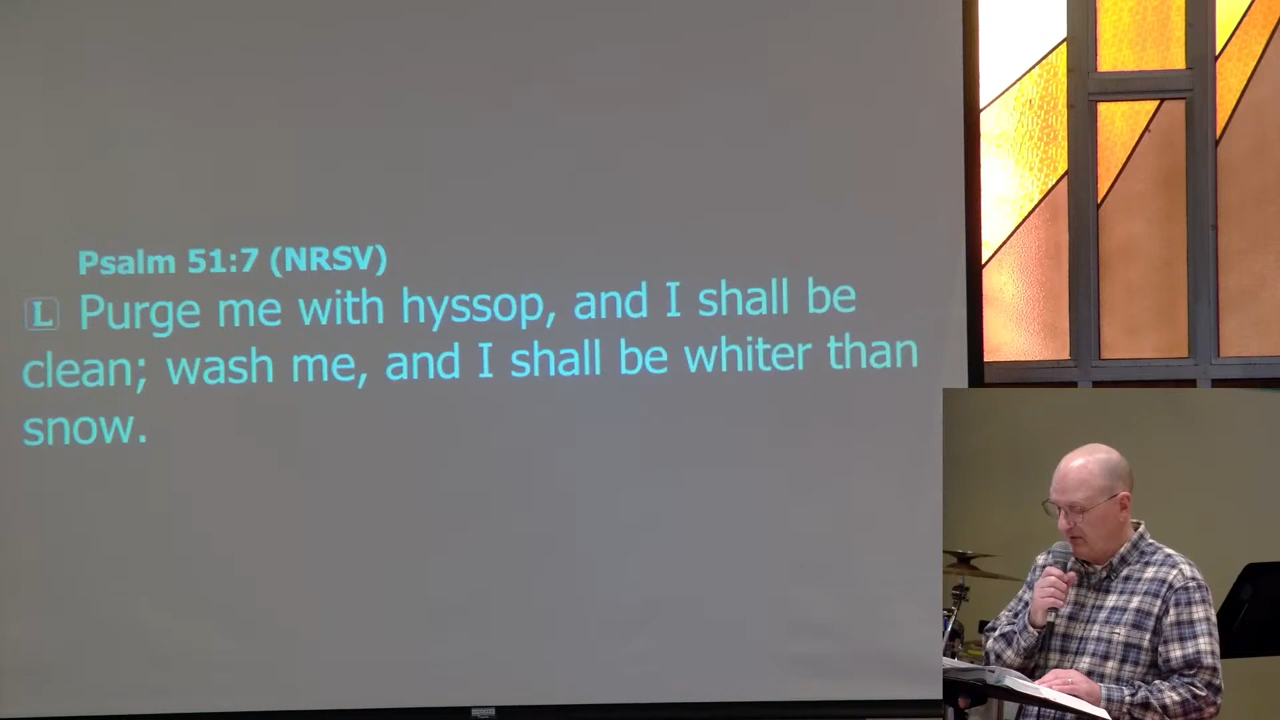 Psalm 51:7 (NRSV)
L Purge me with hyssop, and I shall be
clean; wash me, and I shall be whiter than
snow.